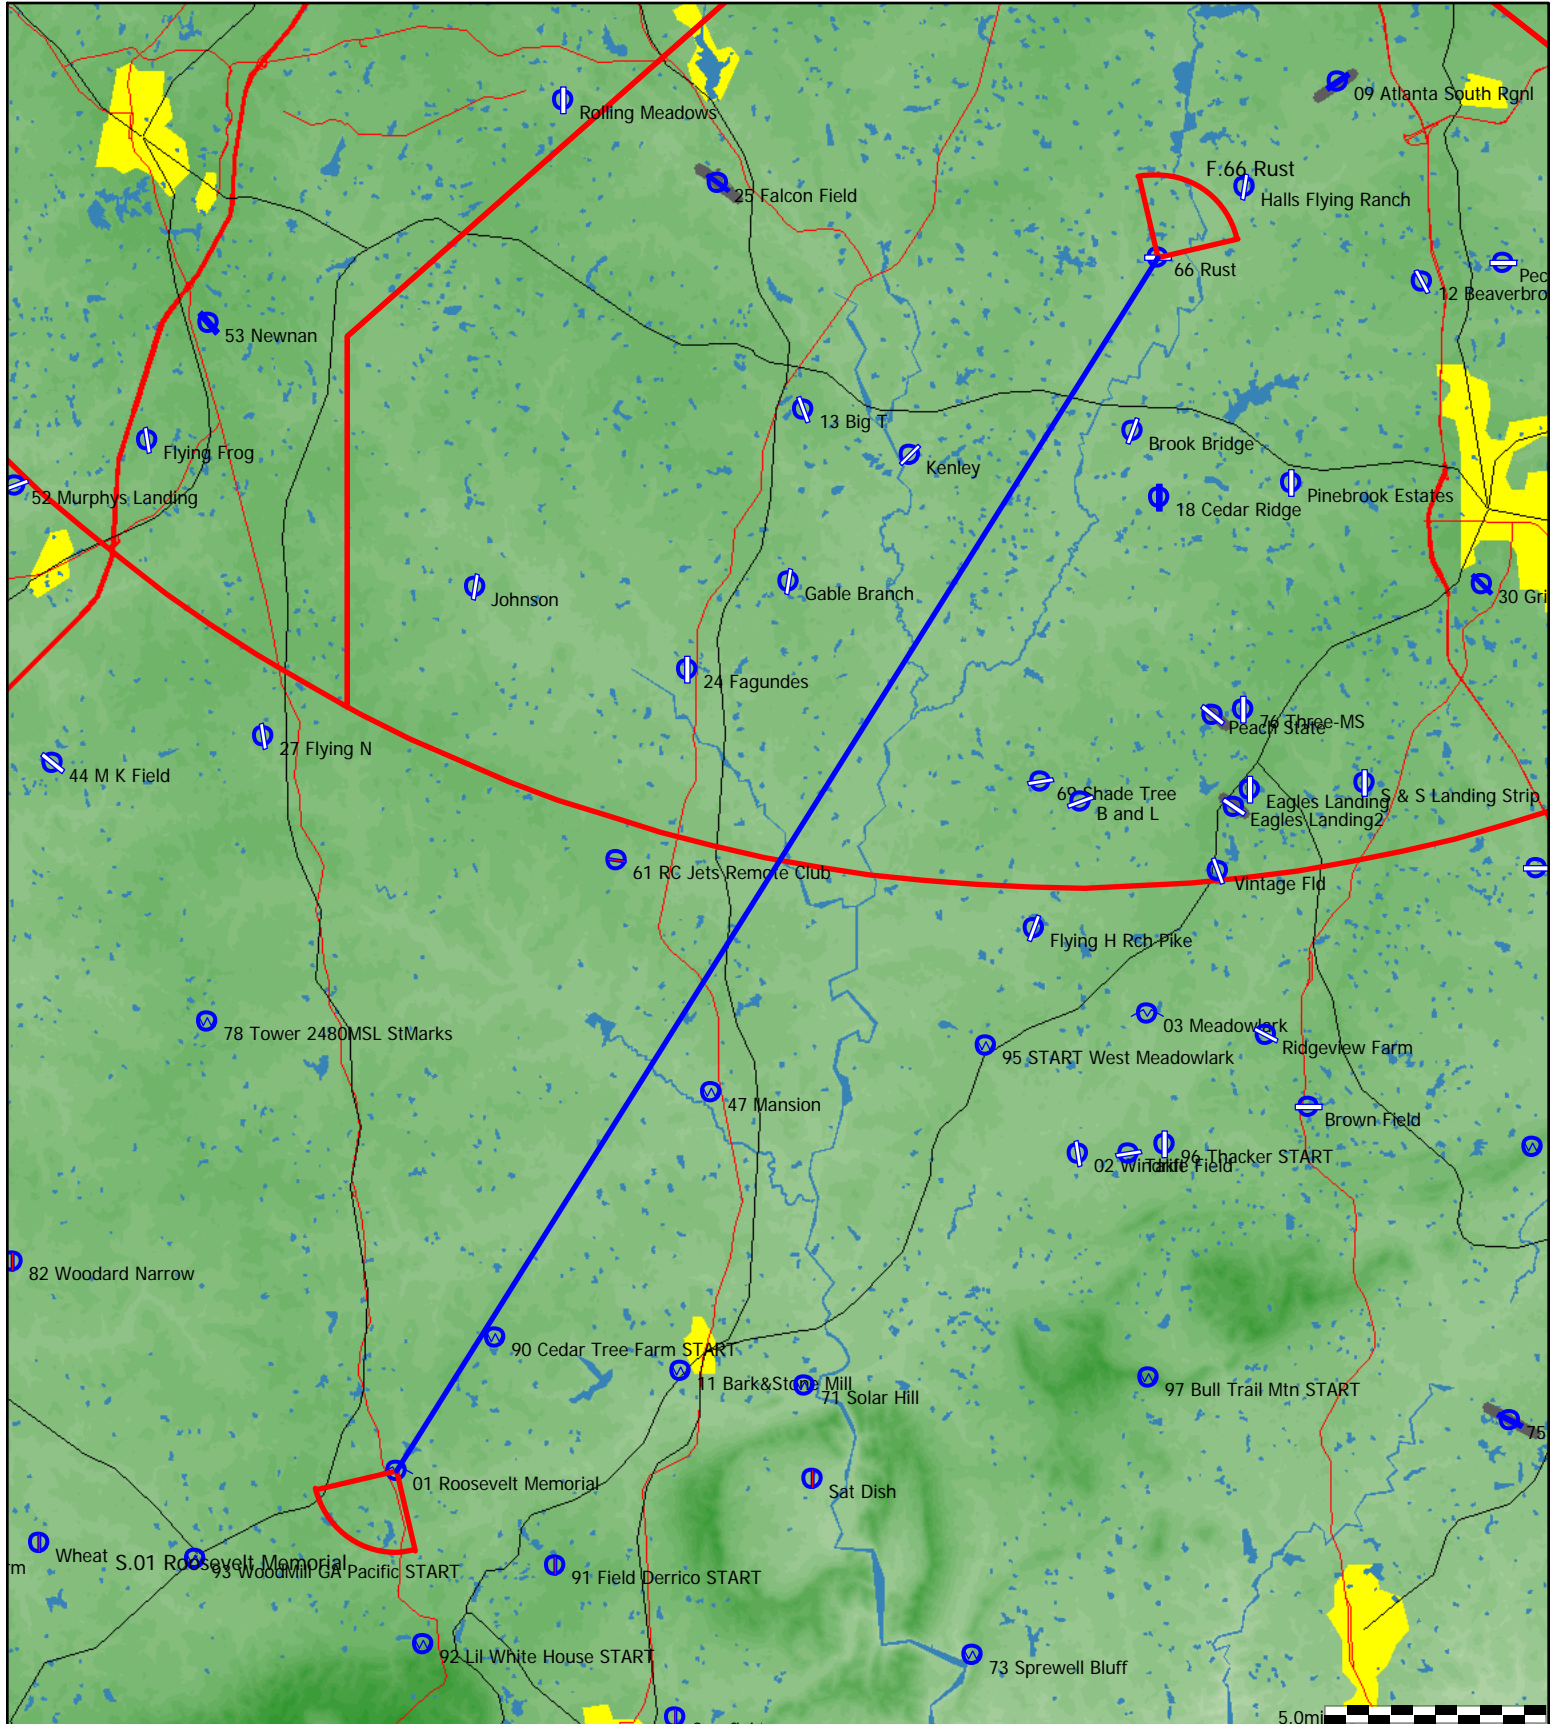 09 Atlanta South Rgnl
Rolling Meadows
F.66 Rust
25 Falcon Field
Halls Flying Ranch
66 Rust
Pec
12 Beaverbro
53 Newnan
13 Big T
Brook Bridge
Flying Frog
Kenley
52 Murphys Landing
Pinebrook Estates
18 Cedar Ridge
Johnson
Gable Branch
30 Gri
24 Fagundes
76 Three-MS
Peach State
27 Flying N
44 M K Field
69 Shade Tree
S & S Landing Strip
Eagles Landing
B and L
Eagles Landing2
61 RC Jets Remote Club
Vintage Fld
Flying H Rch Pike
03 Meadowlark
78 Tower 2480MSL StMarks
Ridgeview Farm
95 START West Meadowlark
47 Mansion
Brown Field
96 Thacker START
02 Windrift Field
82 Woodard Narrow
90 Cedar Tree Farm START
11 Bark&Stone Mill
97 Bull Trail Mtn START
71 Solar Hill
75
01 Roosevelt Memorial
Sat Dish
Wheat
S.01 Roosevelt Memorial
rm
93 WoodMill GA Pacific START
91 Field Derrico START
92 Lil White House START
73 Sprewell Bluff
5.0mi